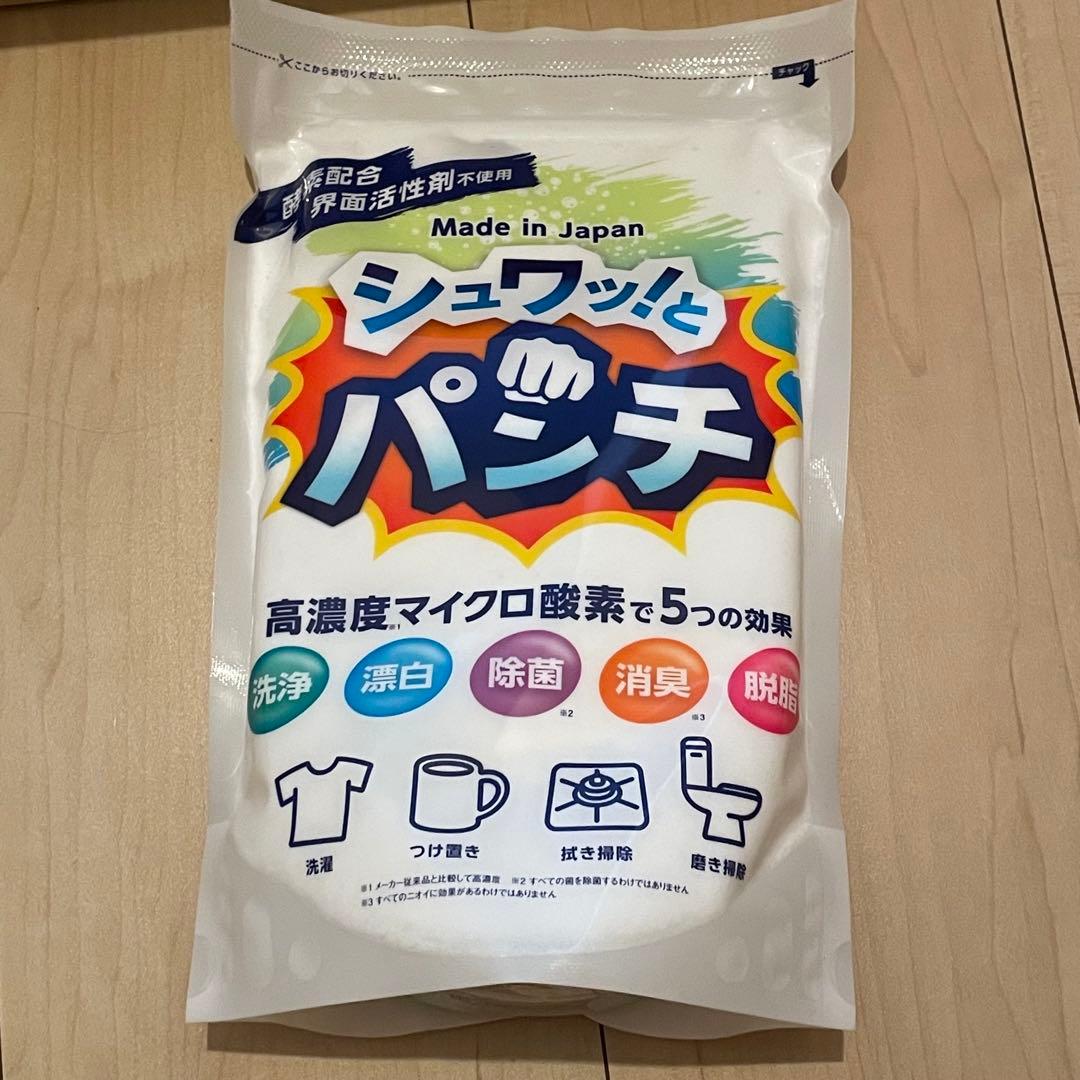 ここからお切りください。
チャック
酵素配合
界面活性剤不使用
Made in Japan
シュワッ!と
パンチ
高濃度※1マイクロ酸素で5つの効果
洗浄 漂白 除菌※2 消臭※3 脱脂
洗濯 つけ置き 拭き掃除 磨き掃除
※1 メーカー従来品と比較して高濃度 ※2 すべての菌を除菌するわけではありません
※3 すべてのニオイに効果があるわけではありません